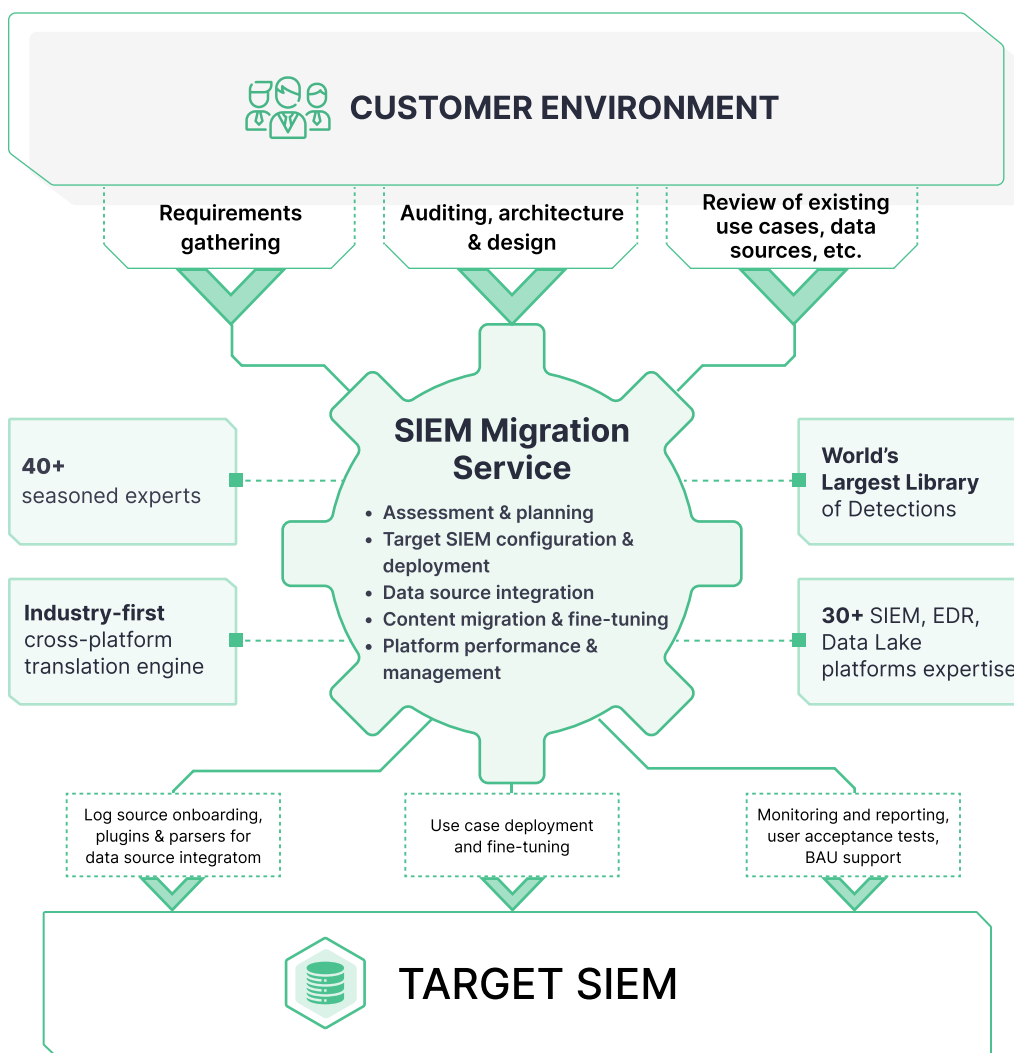 CUSTOMER ENVIRONMENT
Requirements
gathering
Auditing, architecture
& design
Review of existing
use cases, data
sources, etc.
SIEM Migration
Service
• Assessment & planning
• Target SIEM configuration &
deployment
• Data source integration
• Content migration & fine-tuning
• Platform performance &
management
40+
seasoned experts
Industry-first
cross-platform
translation engine
World’s
Largest Library
of Detections
30+ SIEM, EDR,
Data Lake
platforms expertise
Log source onboarding,
plugins & parsers for
data source integratom
Use case deployment
and fine-tuning
Monitoring and reporting,
user acceptance tests,
BAU support
TARGET SIEM